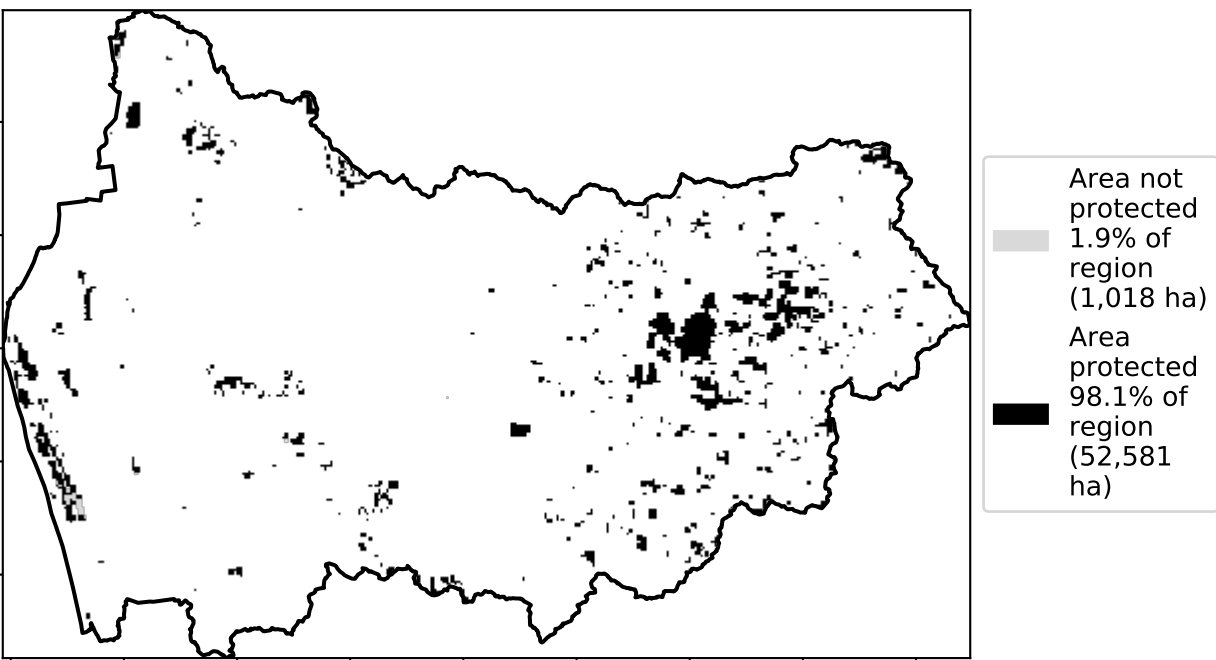 Area not
protected
1.9% of
region
(1,018 ha)
Area
protected
98.1% of
region
(52,581
ha)